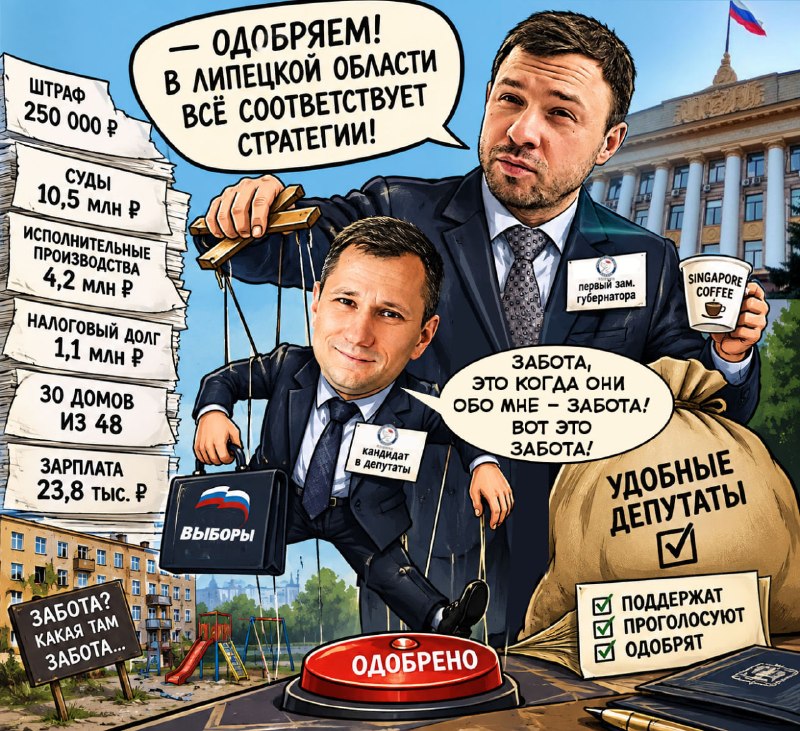 — ОДОБРЯЕМ!
В ЛИПЕЦКОЙ ОБЛАСТИ
ВСЁ СООТВЕТСТВУЕТ
СТРАТЕГИИ!
ШТРАФ
250 000 ₽
СУДЫ
10,5 МЛН ₽
ИСПОЛНИТЕЛЬНЫЕ
ПРОИЗВОДСТВА
4,2 МЛН ₽
НАЛОГОВЫЙ ДОЛГ
1,1 МЛН ₽
30 ДОМОВ
ИЗ 48
ЗАРПЛАТА
23,8 ТЫС. ₽
первый зам.
губернатора
SINGAPORE
COFFEE
ЗАБОТА,
ЭТО КОГДА ОНИ
ОБО МНЕ – ЗАБОТА!
ВОТ ЭТО
ЗАБОТА!
кандидат
в депутаты
ВЫБОРЫ
УДОБНЫЕ
ДЕПУТАТЫ
☑
☑ ПОДДЕРЖАТ
☑ ПРОГОЛОСУЮТ
☑ ОДОБРЯТ
ЗАБОТА?
КАКАЯ ТАМ
ЗАБОТА...
ОДОБРЕНО